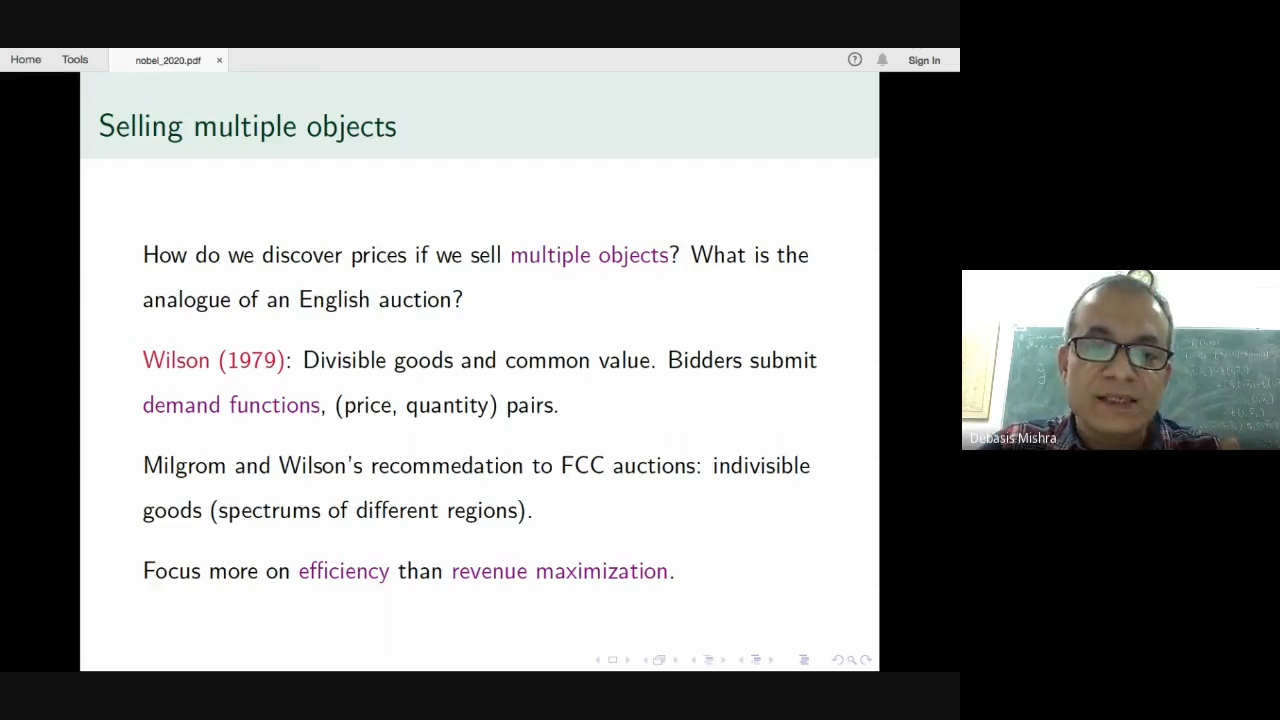 Home Tools nobel_2020.pdf × Sign In
Selling multiple objects
How do we discover prices if we sell multiple objects? What is the
analogue of an English auction?
Wilson (1979): Divisible goods and common value. Bidders submit
demand functions, (price, quantity) pairs.
Milgrom and Wilson's recommedation to FCC auctions: indivisible
goods (spectrums of different regions).
Focus more on efficiency than revenue maximization.
Debasis Mishra